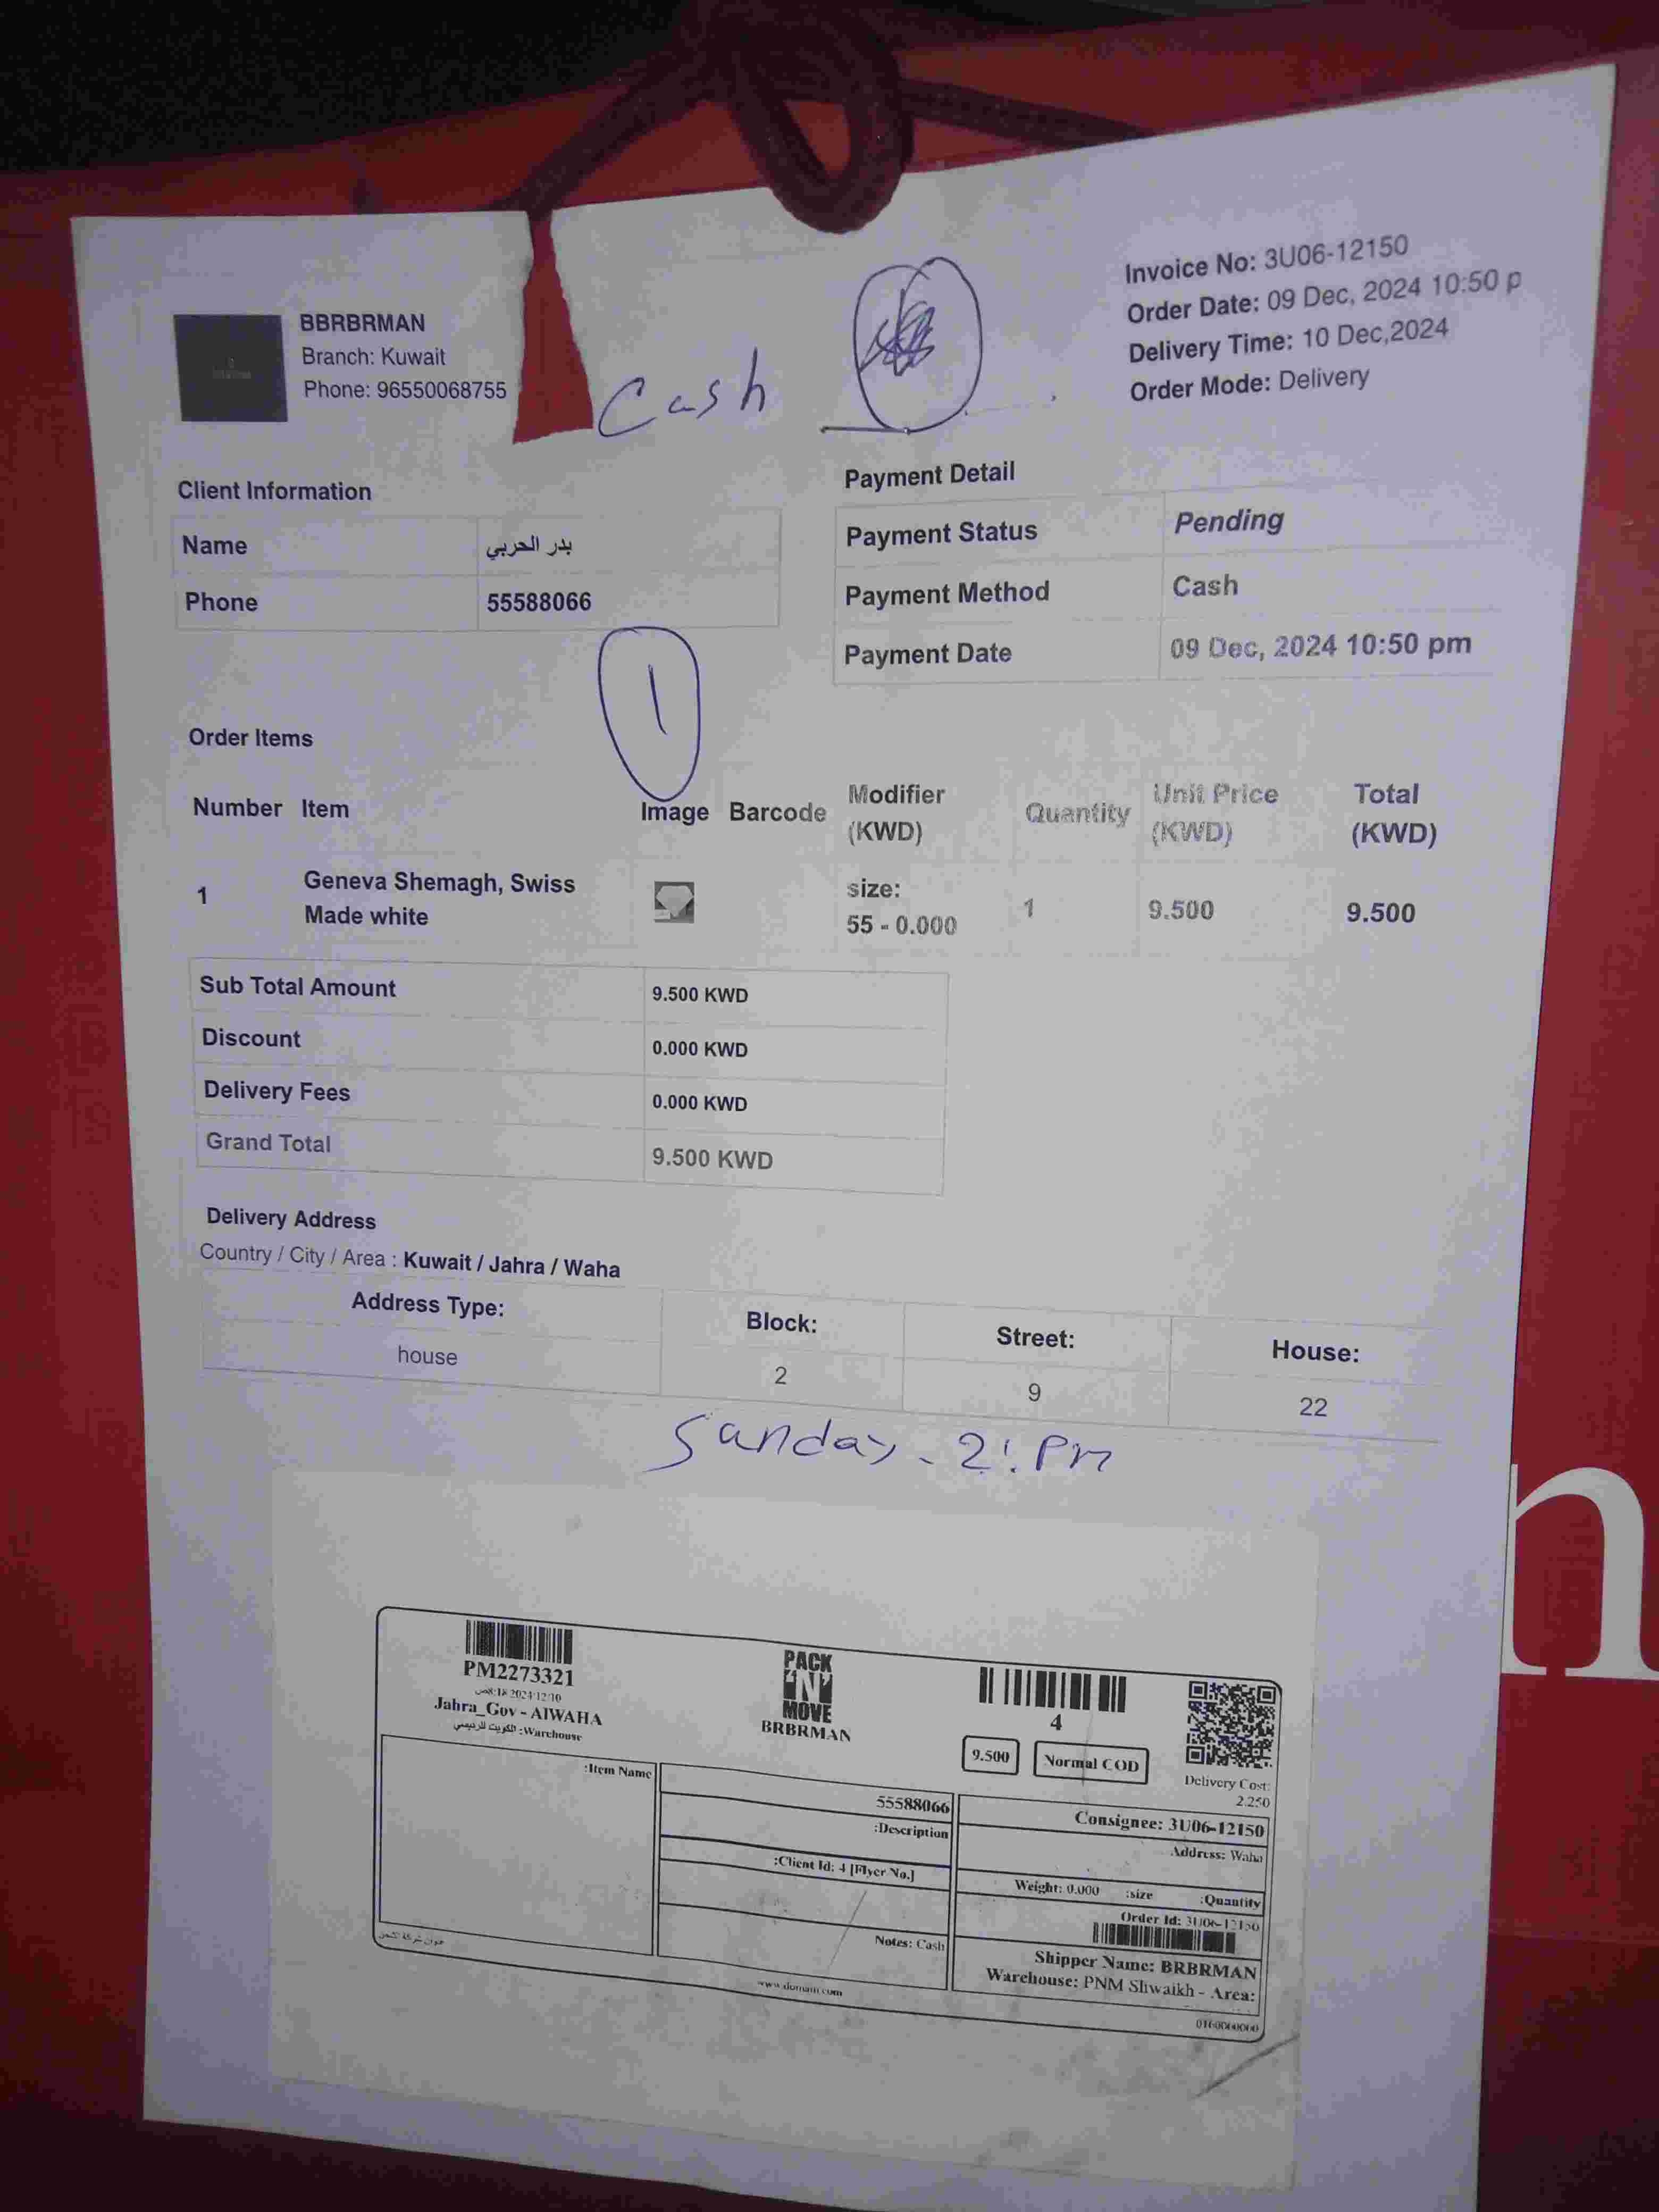 BBRBRMAN
Branch: Kuwait
Phone: 96550068755
Cash
Invoice No: 3U06-12150
Order Date: 09 Dec, 2024 10:50 p
Delivery Time: 10 Dec,2024
Order Mode: Delivery
Client Information
Name بدر الحربي
Phone 55588066
Payment Detail
Payment Status Pending
Payment Method Cash
Payment Date 09 Dec, 2024 10:50 pm
1
Order Items
Number Item Image Barcode Modifier (KWD) Quantity Unit Price (KWD) Total (KWD)
1 Geneva Shemagh, Swiss Made white size: 55 - 0.000 1 9.500 9.500
Sub Total Amount 9.500 KWD
Discount 0.000 KWD
Delivery Fees 0.000 KWD
Grand Total 9.500 KWD
Delivery Address
Country / City / Area : Kuwait / Jahra / Waha
Address Type: Block: Street: House:
house 2 9 22
Sanday - 2:Pm
n
PM2273321
Jahra_Gov - AlWAHA
:Warehouse
PACK
'N'
MOVE
BRBRMAN
4
9.500 Normal COD
Delivery Cost:
2.250
:Item Name
55588066
:Description
:Client Id: 4 [Flyer No.]
Notes: Cash
Consignee: 3U06-12150
Address: Waha
Weight: 0.000 :size :Quantity
Order Id: 3U06-12150
Shipper Name: BRBRMAN
Warehouse: PNM Shwaikh - Area:
www.domain.com